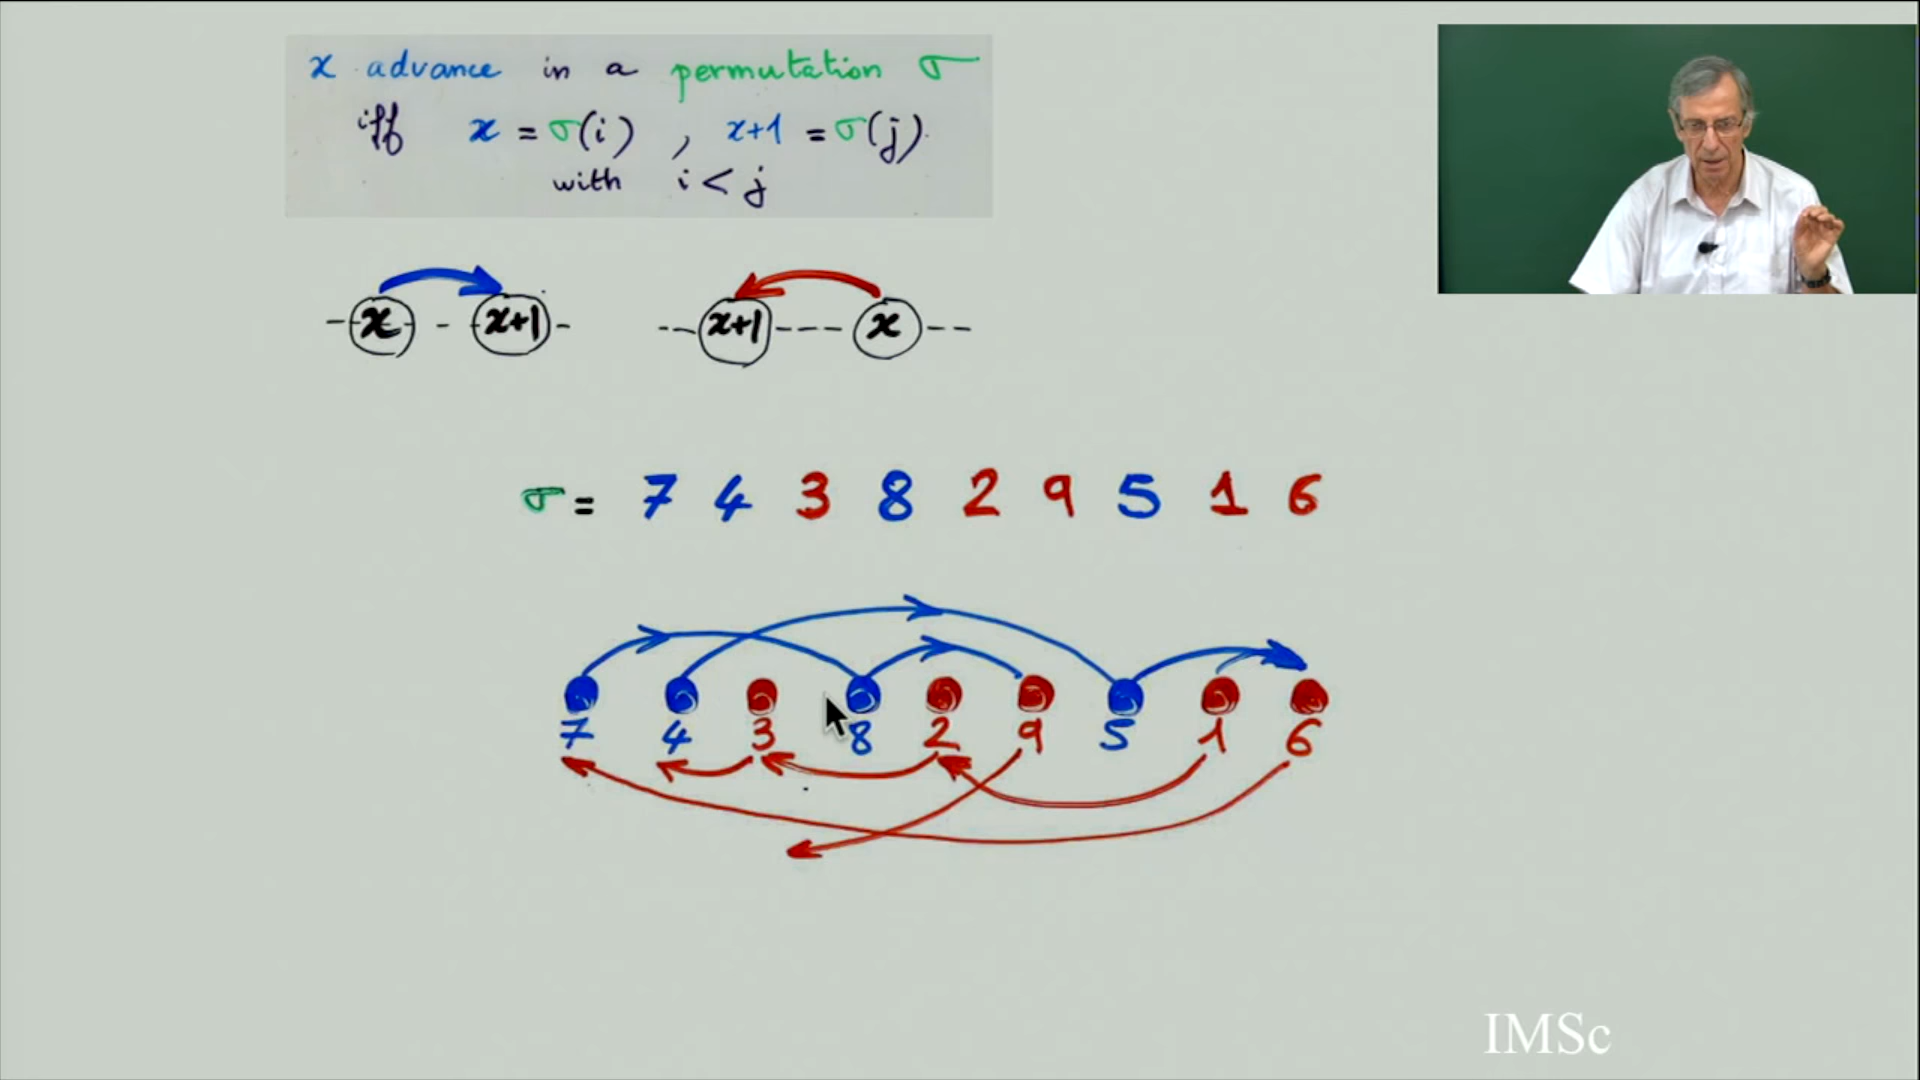 x advance in a permutation σ
iff x = σ(i) , x+1 = σ(j).
with i < j
x x+1 x+1 x
σ = 7 4 3 8 2 9 5 1 6
7 4 3 8 2 9 5 1 6
IMSc